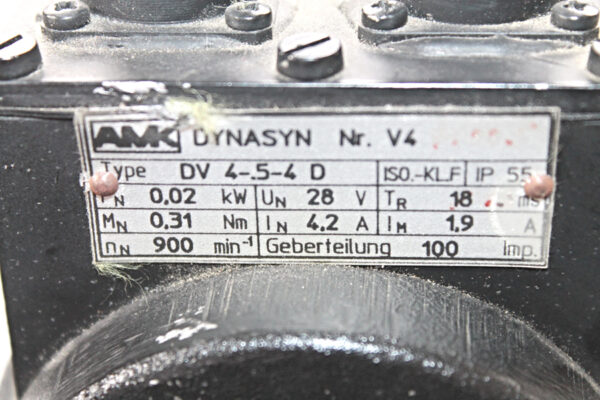 AMK DYNASYN Nr. V4
Type DV 4-.5-4 D ISO.-KL.F IP 55
PN 0,02 kW UN 28 V TR 18 ms
MN 0,31 Nm IN 4,2 A IM 1,9 A
nN 900 min-1 Geberteilung 100 Imp.